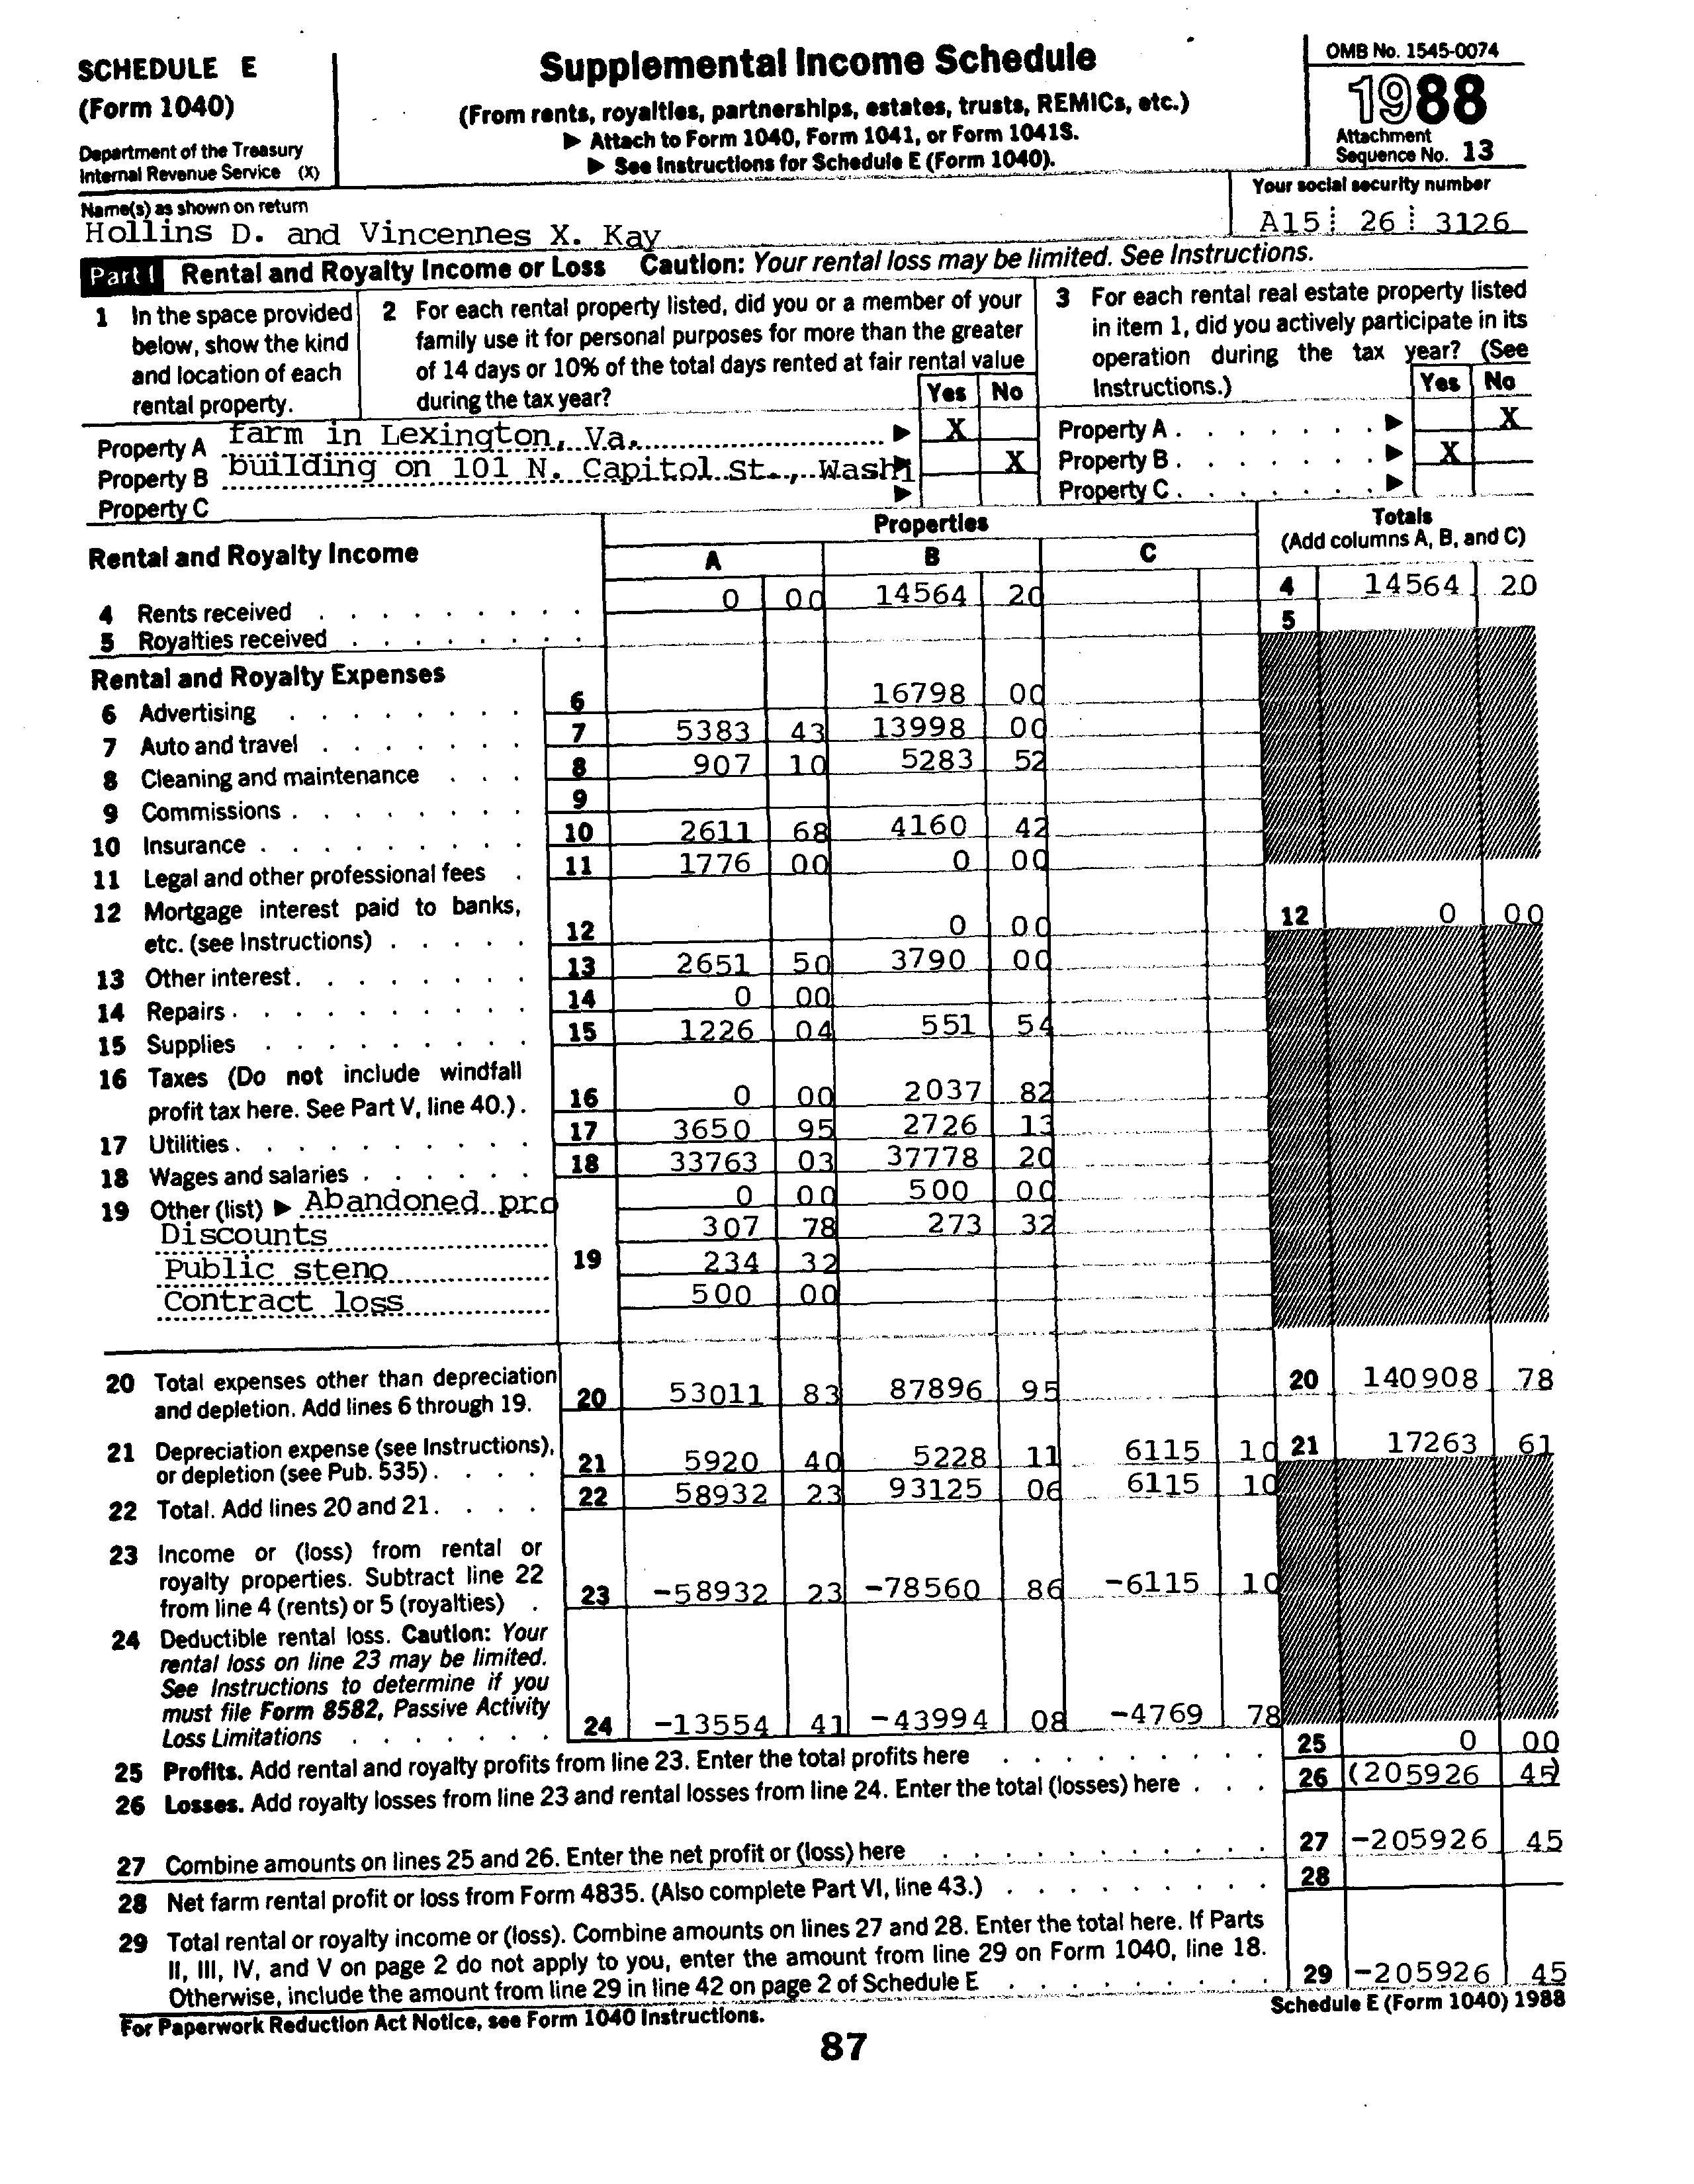 SCHEDULE E
(Form 1040)
Department of the Treasury
Internal Revenue Service (X)
Supplemental Income Schedule
(From rents, royalties, partnerships, estates, trusts, REMICs, etc.)
▶ Attach to Form 1040, Form 1041, or Form 1041S.
▶ See Instructions for Schedule E (Form 1040).
OMB No. 1545-0074
1988
Attachment
Sequence No. 13
Name(s) as shown on return
Hollins D. and Vincennes X. Kay
Your social security number
A15 26 3126
Part I Rental and Royalty Income or Loss Caution: Your rental loss may be limited. See Instructions.
1 In the space provided
below, show the kind
and location of each
rental property.
2 For each rental property listed, did you or a member of your
family use it for personal purposes for more than the greater
of 14 days or 10% of the total days rented at fair rental value
during the tax year?
Yes No
3 For each rental real estate property listed
in item 1, did you actively participate in its
operation during the tax year? (See
Instructions.)
Yes No
Property A farm in Lexington, Va. ▶ X Property A ▶ X
Property B building on 101 N. Capitol St., Washi X Property B ▶ X
Property C ▶ Property C ▶
Rental and Royalty Income
Properties
A B C
Totals
(Add columns A, B, and C)
4 Rents received 0 00 14564 20 4 14564 20
5 Royalties received 5
Rental and Royalty Expenses
6 Advertising 6 16798 00
7 Auto and travel 7 5383 43 13998 00
8 Cleaning and maintenance 8 907 10 5283 52
9 Commissions 9
10 Insurance 10 2611 68 4160 42
11 Legal and other professional fees 11 1776 00 0 00
12 Mortgage interest paid to banks,
etc. (see Instructions) 12 0 00 12 0 00
13 Other interest 13 2651 50 3790 00
14 Repairs 14 0 00
15 Supplies 15 1226 04 551 54
16 Taxes (Do not include windfall
profit tax here. See Part V, line 40.) 16 0 00 2037 82
17 Utilities 17 3650 95 2726 13
18 Wages and salaries 18 33763 03 37778 20
19 Other (list) ▶ Abandoned pro 0 00 500 00
Discounts 307 78 273 32
Public steno 19 234 32
Contract loss 500 00
20 Total expenses other than depreciation
and depletion. Add lines 6 through 19. 20 53011 83 87896 95 20 140908 78
21 Depreciation expense (see Instructions),
or depletion (see Pub. 535) 21 5920 40 5228 11 6115 10 21 17263 61
22 Total. Add lines 20 and 21. 22 58932 23 93125 06 6115 10
23 Income or (loss) from rental or
royalty properties. Subtract line 22
from line 4 (rents) or 5 (royalties) 23 -58932 23 -78560 86 -6115 10
24 Deductible rental loss. Caution: Your
rental loss on line 23 may be limited.
See Instructions to determine if you
must file Form 8582, Passive Activity
Loss Limitations 24 -13554 41 -43994 08 -4769 78
25 Profits. Add rental and royalty profits from line 23. Enter the total profits here 25 0 00
26 Losses. Add royalty losses from line 23 and rental losses from line 24. Enter the total (losses) here 26 (205926 45)
27 Combine amounts on lines 25 and 26. Enter the net profit or (loss) here 27 -205926 45
28 Net farm rental profit or loss from Form 4835. (Also complete Part VI, line 43.) 28
29 Total rental or royalty income or (loss). Combine amounts on lines 27 and 28. Enter the total here. If Parts
II, III, IV, and V on page 2 do not apply to you, enter the amount from line 29 on Form 1040, line 18.
Otherwise, include the amount from line 29 in line 42 on page 2 of Schedule E 29 -205926 45
For Paperwork Reduction Act Notice, see Form 1040 Instructions.
Schedule E (Form 1040) 1988
87